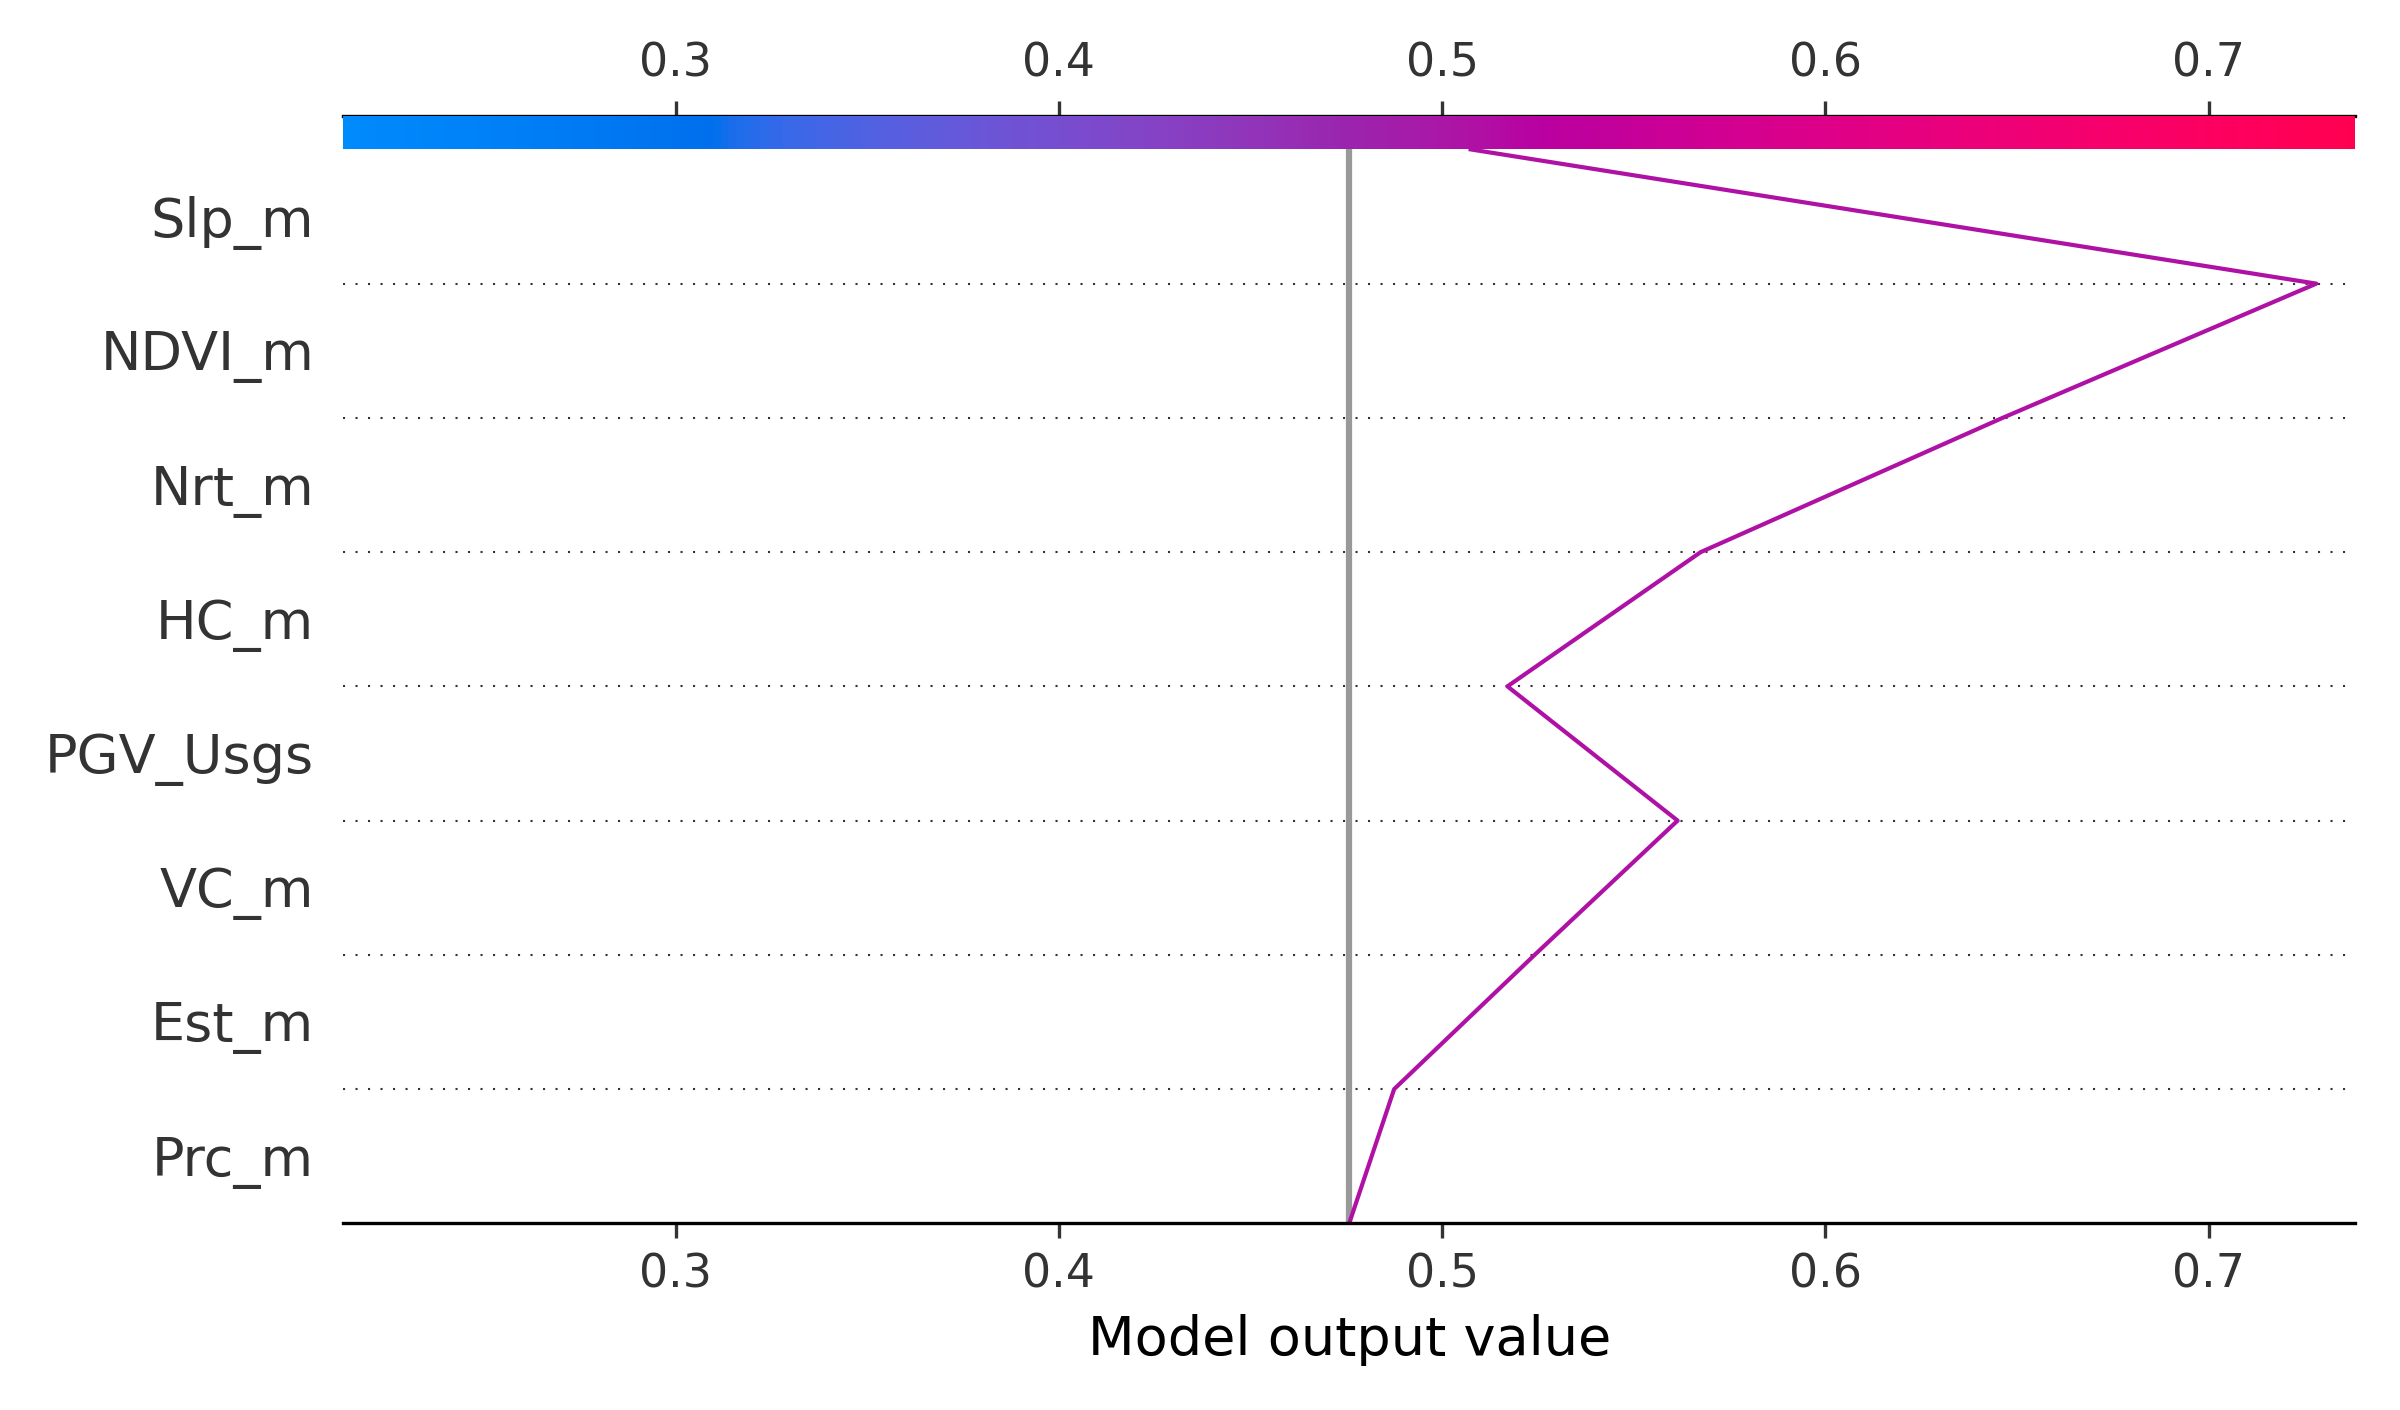 0.3 0.4 0.5 0.6 0.7
Slp_m
NDVI_m
Nrt_m
HC_m
PGV_Usgs
VC_m
Est_m
Prc_m
0.3 0.4 0.5 0.6 0.7
Model output value